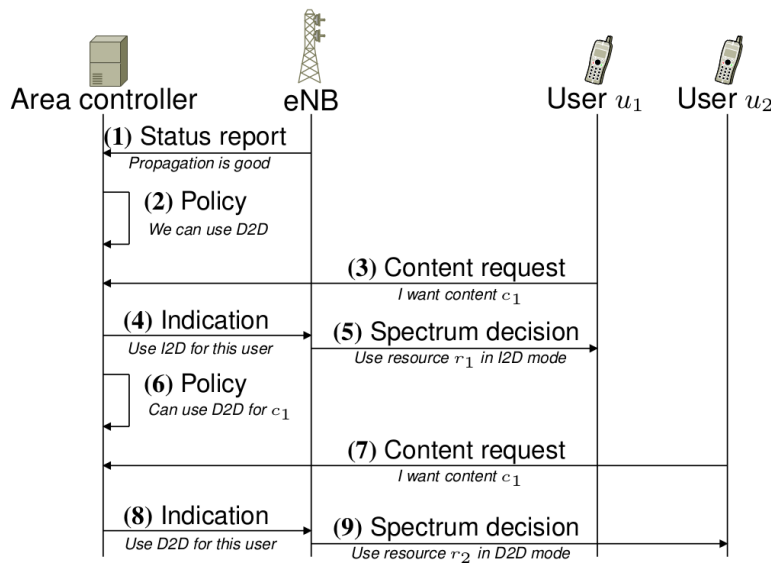 Area controller
eNB
User u₁
User u₂
(1) Status report
Propagation is good
(2) Policy
We can use D2D
(3) Content request
I want content c₁
(4) Indication
Use I2D for this user
(5) Spectrum decision
Use resource r₁ in I2D mode
(6) Policy
Can use D2D for c₁
(7) Content request
I want content c₁
(8) Indication
Use D2D for this user
(9) Spectrum decision
Use resource r₂ in D2D mode